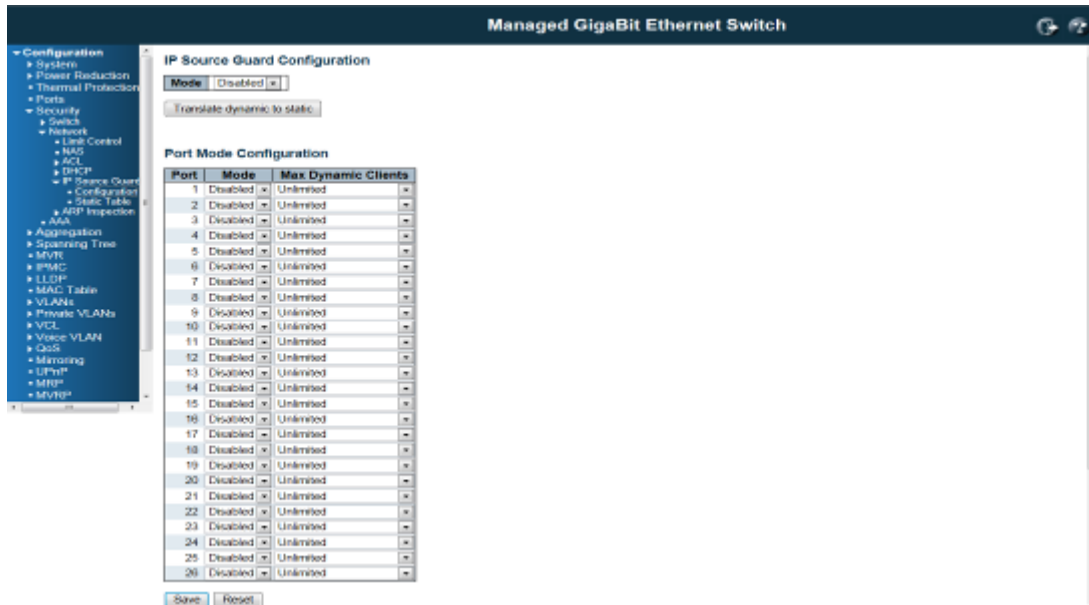 Managed GigaBit Ethernet Switch
Configuration
System
Power Reduction
Thermal Protection
Ports
Security
Switch
Network
Limit Control
NAS
ACL
DHCP
IP Source Guard
Configuration
Static Table
ARP Inspection
AAA
Aggregation
Spanning Tree
MVR
IPMC
LLDP
MAC Table
VLANs
Private VLANs
VCL
Voice VLAN
QoS
Mirroring
UPnP
MRP
MVRP
IP Source Guard Configuration
Mode Disabled
Translate dynamic to static
Port Mode Configuration
Port Mode Max Dynamic Clients
1 Disabled Unlimited
2 Disabled Unlimited
3 Disabled Unlimited
4 Disabled Unlimited
5 Disabled Unlimited
6 Disabled Unlimited
7 Disabled Unlimited
8 Disabled Unlimited
9 Disabled Unlimited
10 Disabled Unlimited
11 Disabled Unlimited
12 Disabled Unlimited
13 Disabled Unlimited
14 Disabled Unlimited
15 Disabled Unlimited
16 Disabled Unlimited
17 Disabled Unlimited
18 Disabled Unlimited
19 Disabled Unlimited
20 Disabled Unlimited
21 Disabled Unlimited
22 Disabled Unlimited
23 Disabled Unlimited
24 Disabled Unlimited
25 Disabled Unlimited
26 Disabled Unlimited
Save Reset